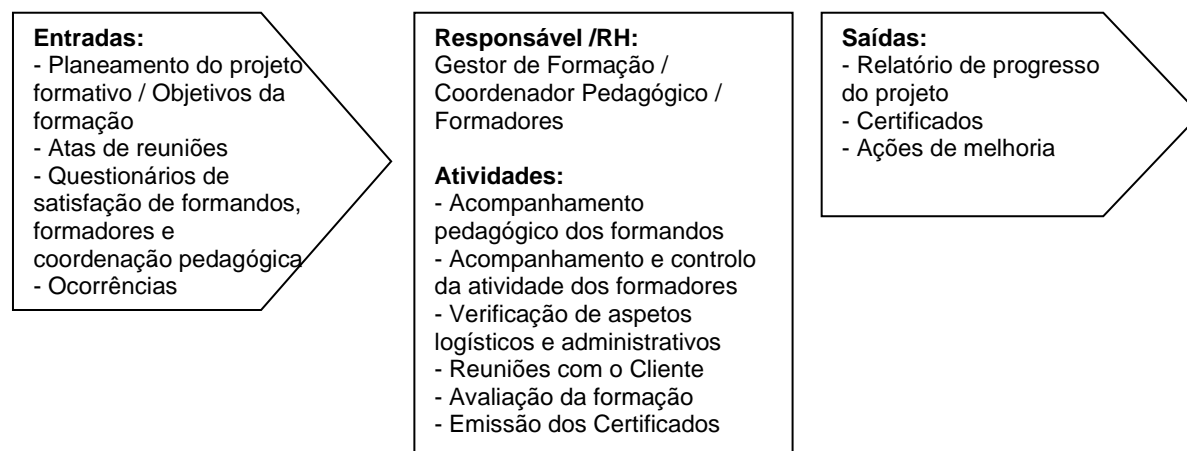 Entradas:
- Planeamento do projeto
formativo / Objetivos da
formação
- Atas de reuniões
- Questionários de
satisfação de formandos,
formadores e
coordenação pedagógica
- Ocorrências
Responsável /RH:
Gestor de Formação /
Coordenador Pedagógico /
Formadores
Atividades:
- Acompanhamento
pedagógico dos formandos
- Acompanhamento e controlo
da atividade dos formadores
- Verificação de aspetos
logísticos e administrativos
- Reuniões com o Cliente
- Avaliação da formação
- Emissão dos Certificados
Saídas:
- Relatório de progresso
do projeto
- Certificados
- Ações de melhoria